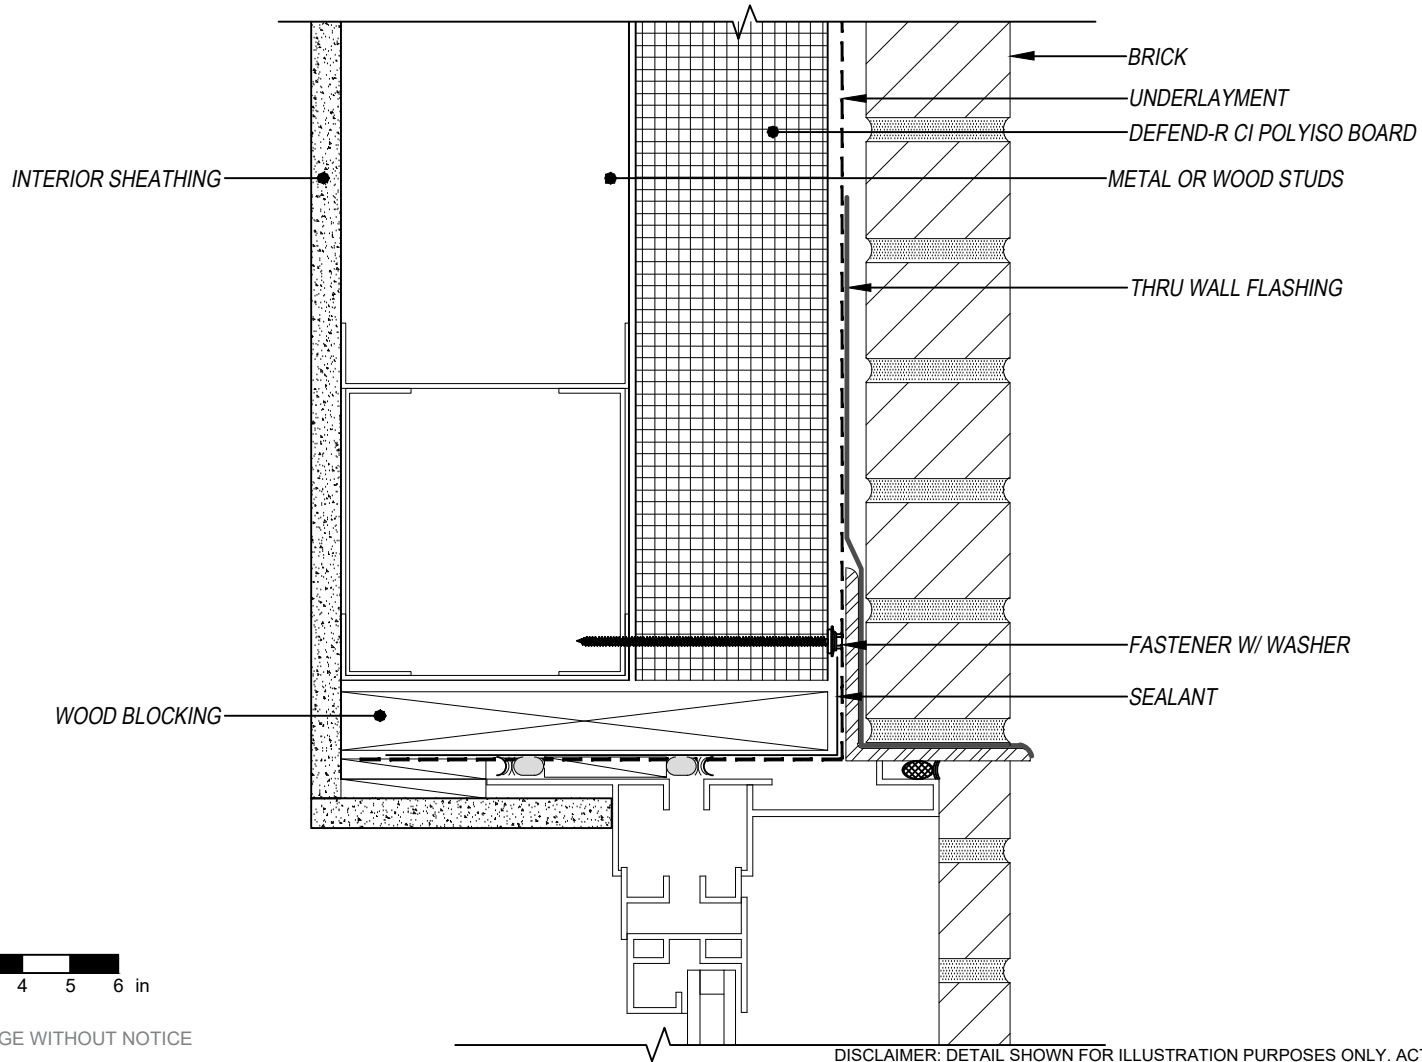 BRICK
UNDERLAYMENT
DEFEND-R CI POLYISO BOARD
INTERIOR SHEATHING
METAL OR WOOD STUDS
THRU WALL FLASHING
FASTENER W/ WASHER
SEALANT
WOOD BLOCKING
4 5 6 in
GE WITHOUT NOTICE
DISCLAIMER: DETAIL SHOWN FOR ILLUSTRATION PURPOSES ONLY. ACT